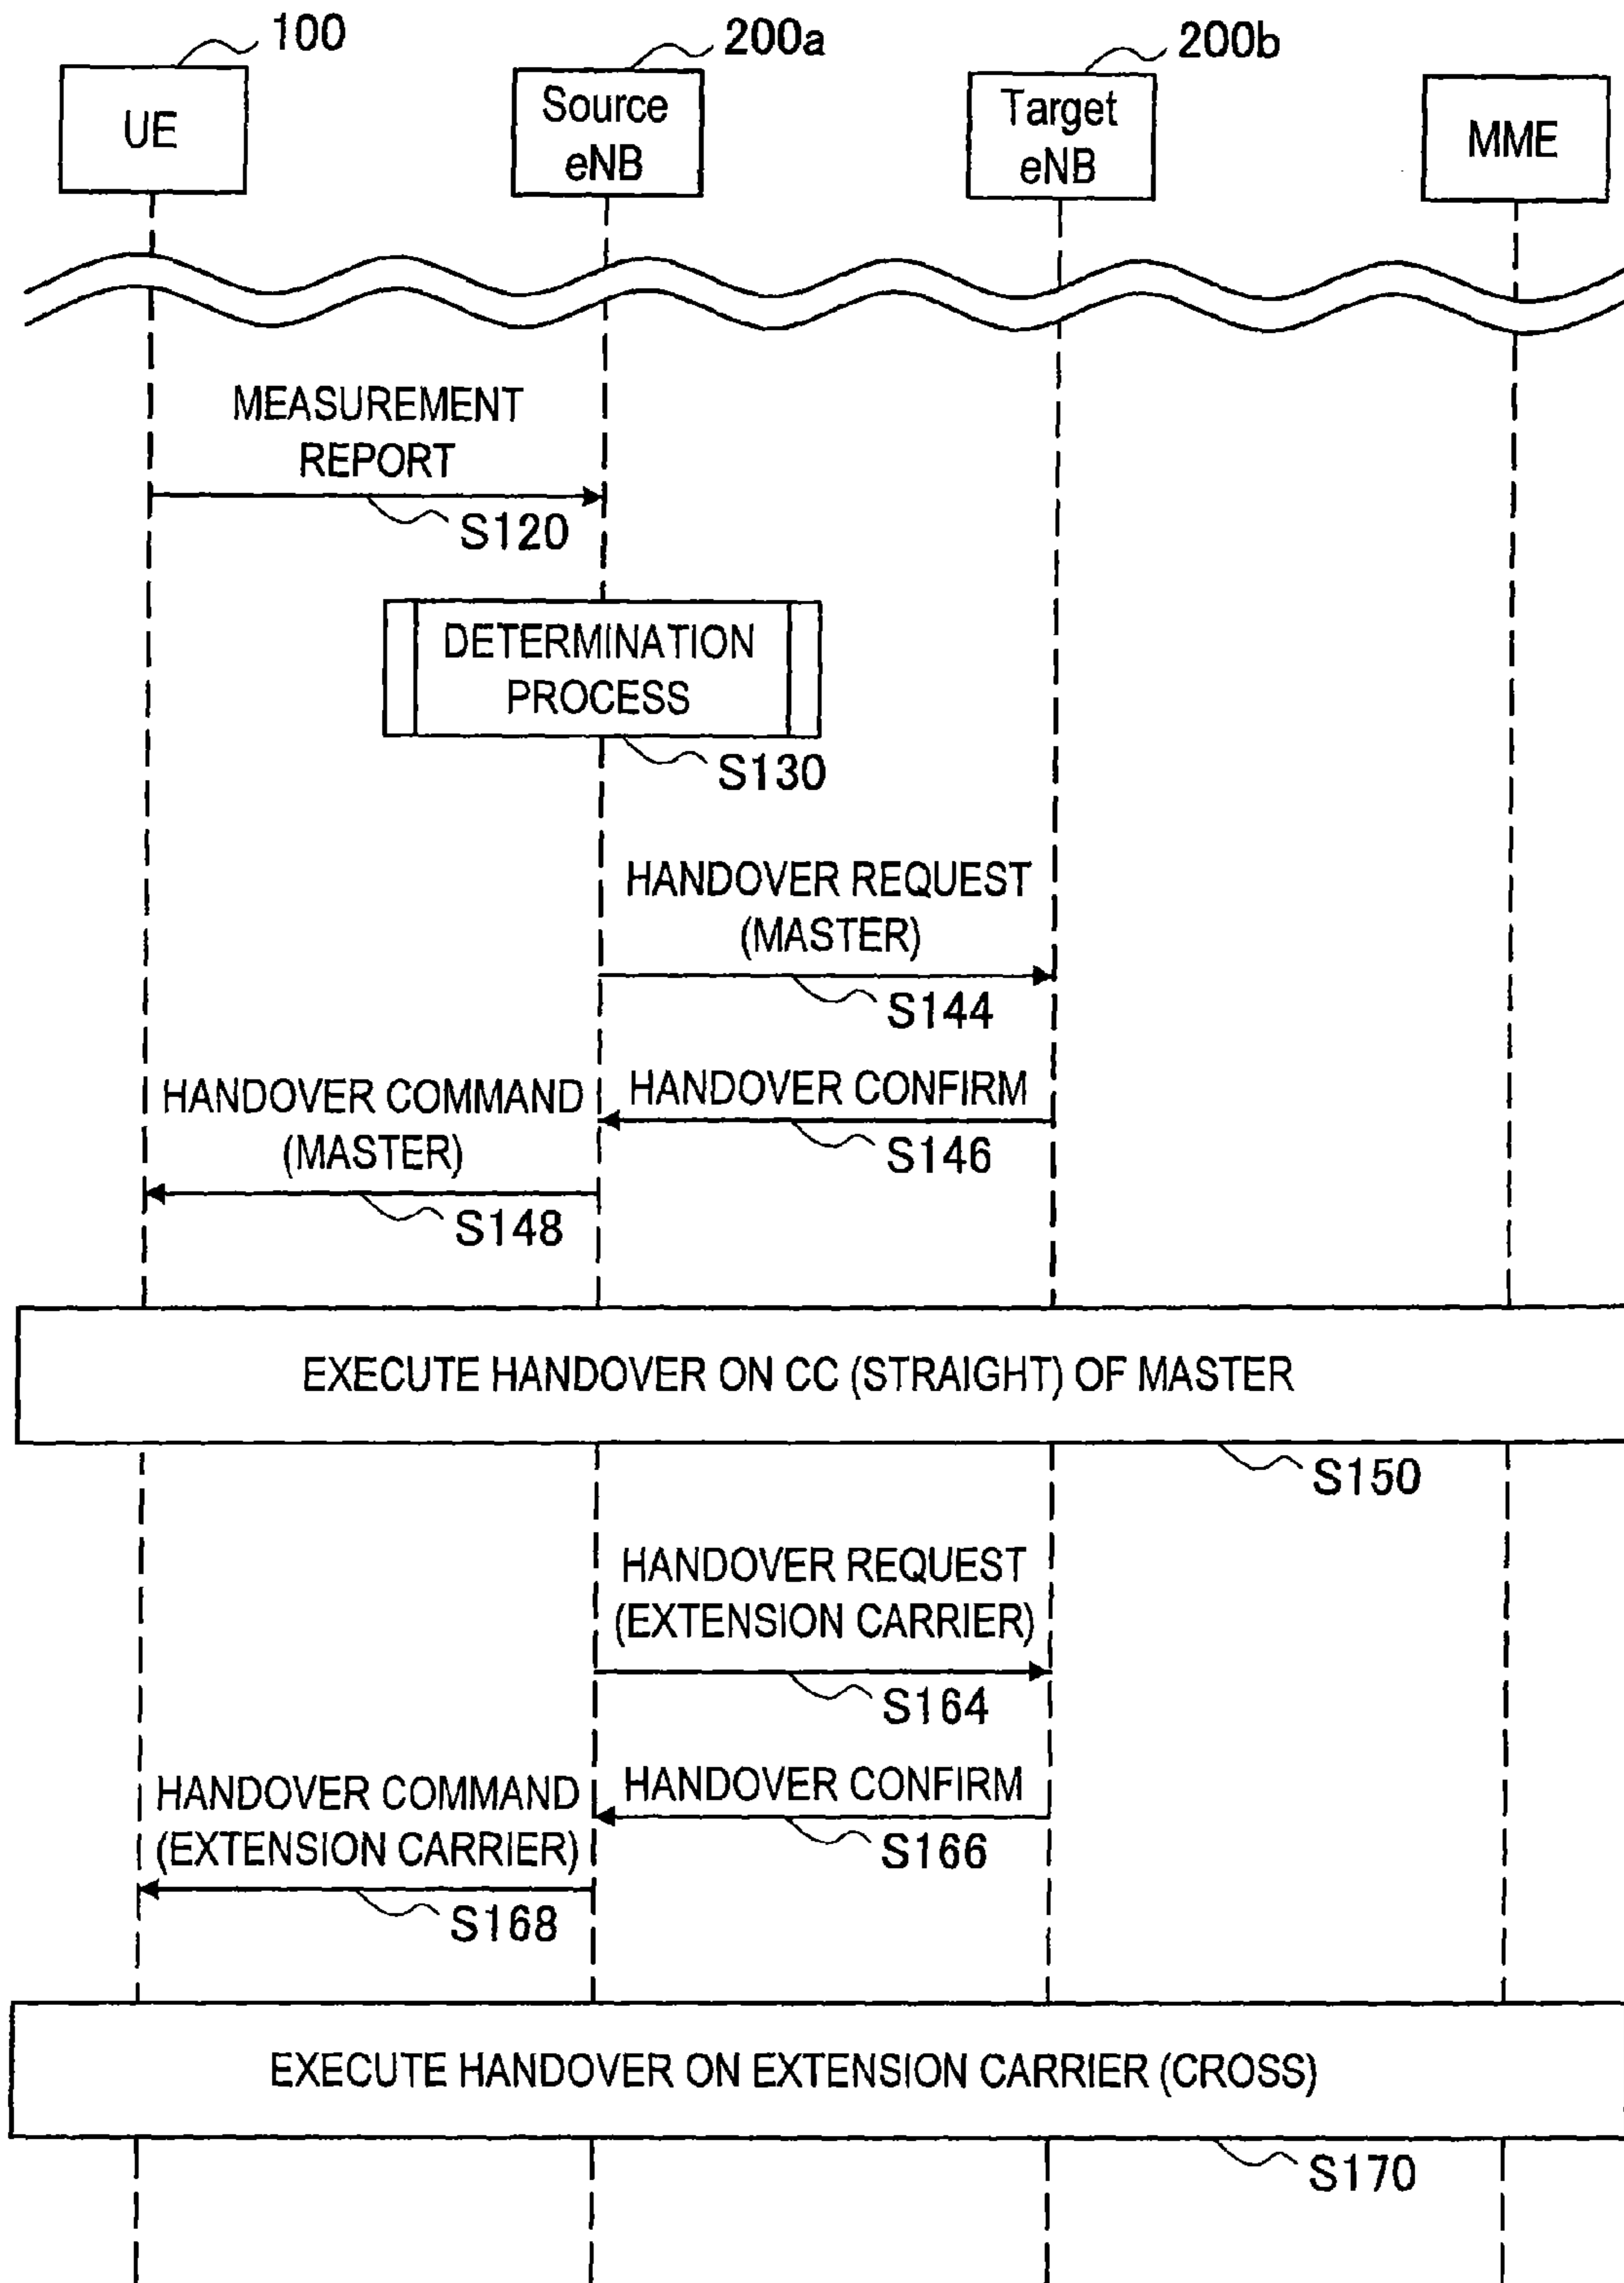 100
200a
200b
UE
Source
eNB
Target
eNB
MME
MEASUREMENT
REPORT
S120
DETERMINATION
PROCESS
S130
HANDOVER REQUEST
(MASTER)
S144
HANDOVER CONFIRM
S146
HANDOVER COMMAND
(MASTER)
S148
EXECUTE HANDOVER ON CC (STRAIGHT) OF MASTER
S150
HANDOVER REQUEST
(EXTENSION CARRIER)
S164
HANDOVER CONFIRM
S166
HANDOVER COMMAND
(EXTENSION CARRIER)
S168
EXECUTE HANDOVER ON EXTENSION CARRIER (CROSS)
S170